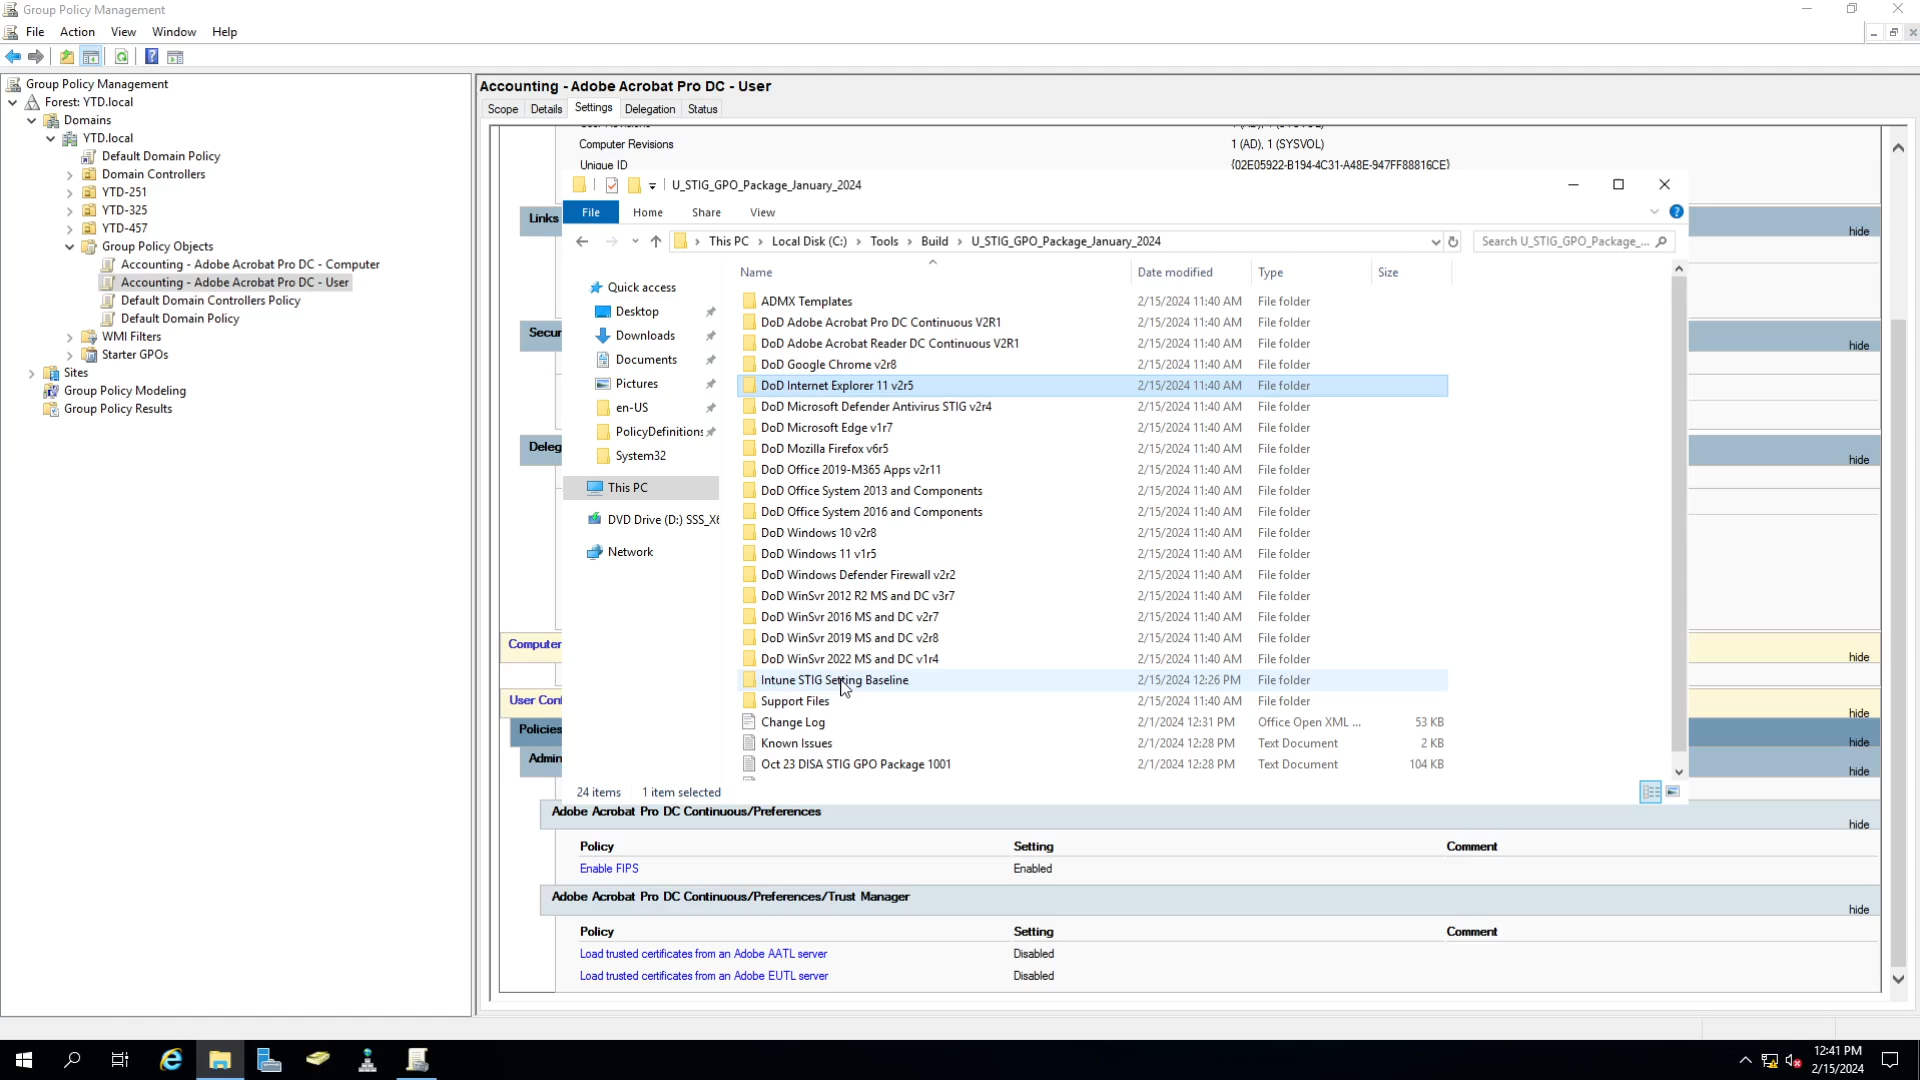 Group Policy Management
File Action View Window Help
Group Policy Management
Forest: YTD.local
Domains
YTD.local
Default Domain Policy
Domain Controllers
YTD-251
YTD-325
YTD-457
Group Policy Objects
Accounting - Adobe Acrobat Pro DC - Computer
Accounting - Adobe Acrobat Pro DC - User
Default Domain Controllers Policy
Default Domain Policy
WMI Filters
Starter GPOs
Sites
Group Policy Modeling
Group Policy Results
Accounting - Adobe Acrobat Pro DC - User
Scope Details Settings Delegation Status
Computer Revisions 1 (AD), 1 (SYSVOL)
Unique ID {02E05922-B194-4C31-A48E-947FF88816CE}
Links hide
Secur hide
Deleg hide
Computer hide
User Con hide
Policies hide
Admin hide
U_STIG_GPO_Package_January_2024
File Home Share View
This PC Local Disk (C:) Tools Build U_STIG_GPO_Package_January_2024
Search U_STIG_GPO_Package_...
Quick access
Desktop
Downloads
Documents
Pictures
en-US
PolicyDefinitions
System32
This PC
DVD Drive (D:) SSS_X6
Network
Name Date modified Type Size
ADMX Templates 2/15/2024 11:40 AM File folder
DoD Adobe Acrobat Pro DC Continuous V2R1 2/15/2024 11:40 AM File folder
DoD Adobe Acrobat Reader DC Continuous V2R1 2/15/2024 11:40 AM File folder
DoD Google Chrome v2r8 2/15/2024 11:40 AM File folder
DoD Internet Explorer 11 v2r5 2/15/2024 11:40 AM File folder
DoD Microsoft Defender Antivirus STIG v2r4 2/15/2024 11:40 AM File folder
DoD Microsoft Edge v1r7 2/15/2024 11:40 AM File folder
DoD Mozilla Firefox v6r5 2/15/2024 11:40 AM File folder
DoD Office 2019-M365 Apps v2r11 2/15/2024 11:40 AM File folder
DoD Office System 2013 and Components 2/15/2024 11:40 AM File folder
DoD Office System 2016 and Components 2/15/2024 11:40 AM File folder
DoD Windows 10 v2r8 2/15/2024 11:40 AM File folder
DoD Windows 11 v1r5 2/15/2024 11:40 AM File folder
DoD Windows Defender Firewall v2r2 2/15/2024 11:40 AM File folder
DoD WinSvr 2012 R2 MS and DC v3r7 2/15/2024 11:40 AM File folder
DoD WinSvr 2016 MS and DC v2r7 2/15/2024 11:40 AM File folder
DoD WinSvr 2019 MS and DC v2r8 2/15/2024 11:40 AM File folder
DoD WinSvr 2022 MS and DC v1r4 2/15/2024 11:40 AM File folder
Intune STIG Setting Baseline 2/15/2024 12:26 PM File folder
Support Files 2/15/2024 11:40 AM File folder
Change Log 2/1/2024 12:31 PM Office Open XML ... 53 KB
Known Issues 2/1/2024 12:28 PM Text Document 2 KB
Oct 23 DISA STIG GPO Package 1001 2/1/2024 12:28 PM Text Document 104 KB
24 items 1 item selected
Adobe Acrobat Pro DC Continuous/Preferences hide
Policy Setting Comment
Enable FIPS Enabled
Adobe Acrobat Pro DC Continuous/Preferences/Trust Manager hide
Policy Setting Comment
Load trusted certificates from an Adobe AATL server Disabled
Load trusted certificates from an Adobe EUTL server Disabled
12:41 PM
2/15/2024